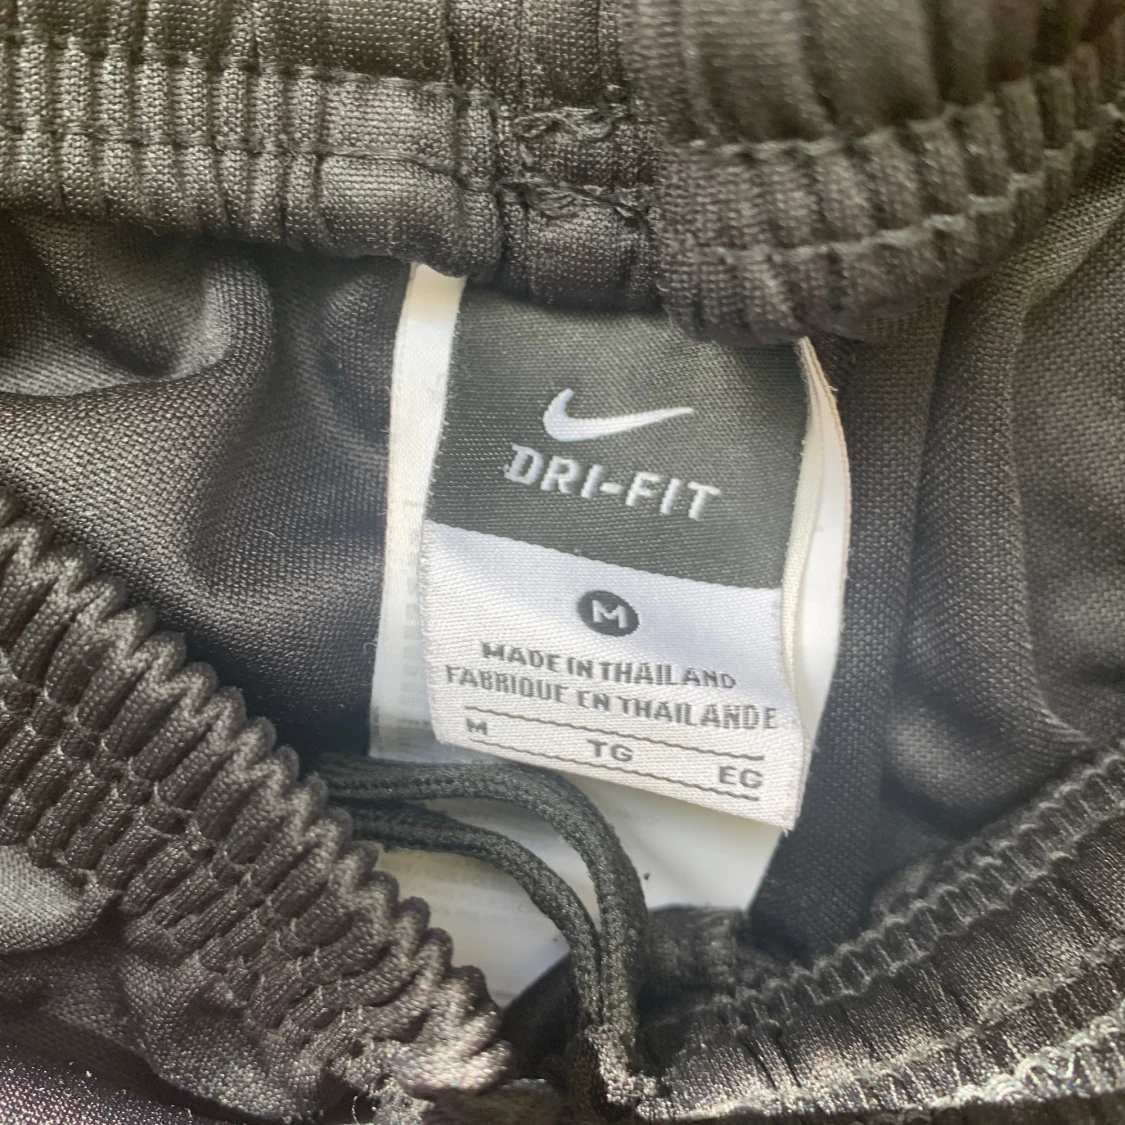 DRI-FIT
M
MADE IN THAILAND
FABRIQUE EN THAILANDE
M TG EG